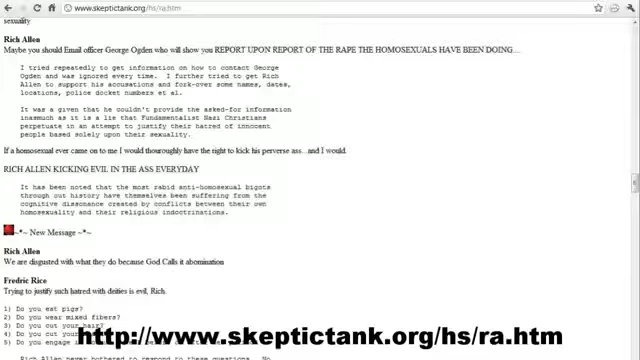 www.skeptictank.org/hs/ra.htm
sexuality
Rich Allen
Maybe you should Email officer George Ogden who will show you REPORT UPON REPORT OF THE RAPE THE HOMOSEXUALS HAVE BEEN DOING....
I tried repeatedly to get information on how to contact George
Ogden and was ignored every time. I further tried to get Rich
Allen to support his acousations and fork-over some names, dates,
locations, police docket numbers et al.
It was a given that he couldn't provide the asked-for information
inasmuch as it is a lie that Fundamentalist Nazi Christians
perpetuate in an attempt to justify their hatred of innocent
people based solely upon their sexuality.
If a homosexual ever came on to me I would thouroughly have the right to kick his perverse ass...and I would.
RICH ALLEN KICKING EVIL IN THE ASS EVERYDAY
It has been noted that the most rabid anti-homosexual bigots
through out history have themselves been suffering from the
cognitive dissonance created by conflicts between their own
homosexuality and their religious indoctrinations.
~*~ New Message ~*~
Rich Allen
We are disgusted with what they do because God Calls it abomination
Fredric Rice
Trying to justify such hatred with deities is evil, Rich.
1) Do you eat pigs?
2) Do you wear mixed fibers?
3) Do you cut your hair?
4) Do you cut your
5) Do you engage
http://www.skeptictank.org/hs/ra.htm
Rich Allen never bothered to respond to these questions. No